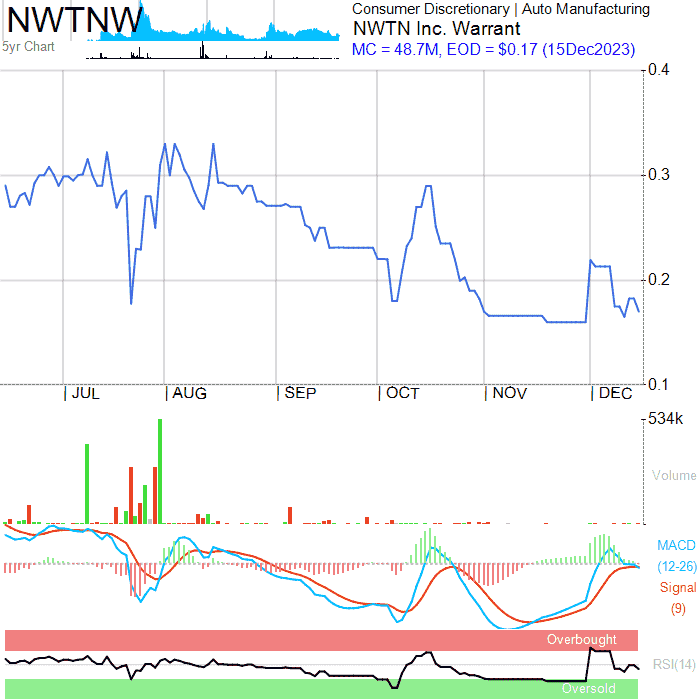 NWTNW
5yr Chart
Consumer Discretionary | Auto Manufacturing
NWTN Inc. Warrant
MC = 48.7M, EOD = $0.17 (15Dec2023)
0.4
0.3
0.2
0.1
| JUL | AUG | SEP | OCT | NOV | DEC
534k
Volume
MACD
(12-26)
Signal
(9)
Overbought
RSI(14)
Oversold